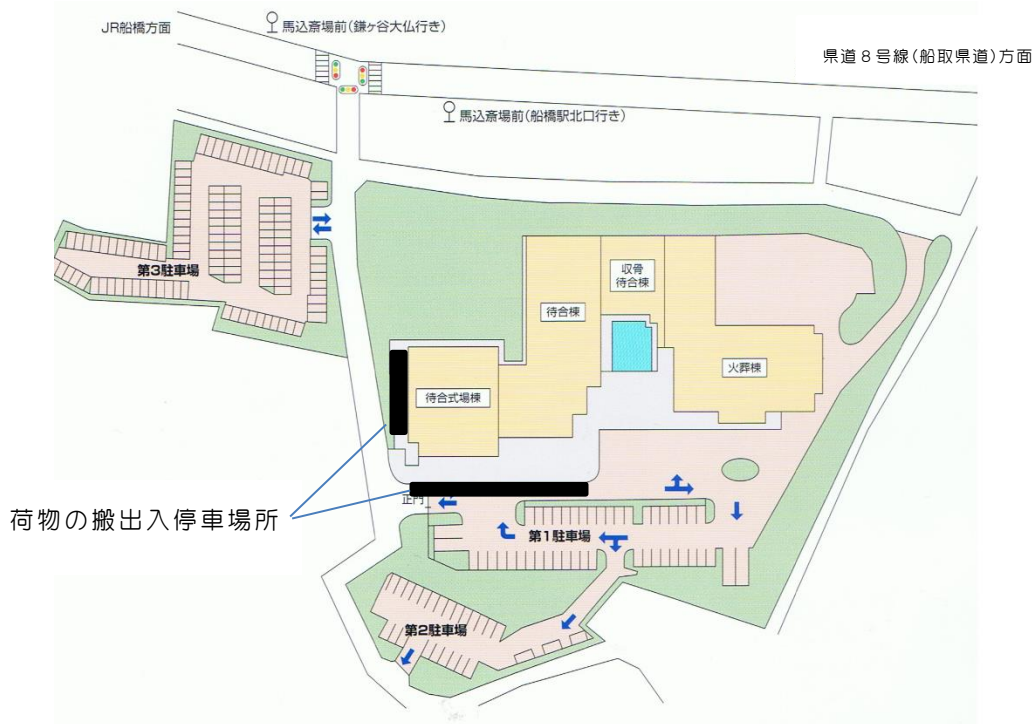 JR船橋方面
馬込斎場前(鎌ヶ谷大仏行き)
県道８号線(船取県道)方面
馬込斎場前(船橋駅北口行き)
第3駐車場
収骨
待合棟
待合棟
火葬棟
待合式場棟
荷物の搬出入停車場所
正門
第1駐車場
第2駐車場